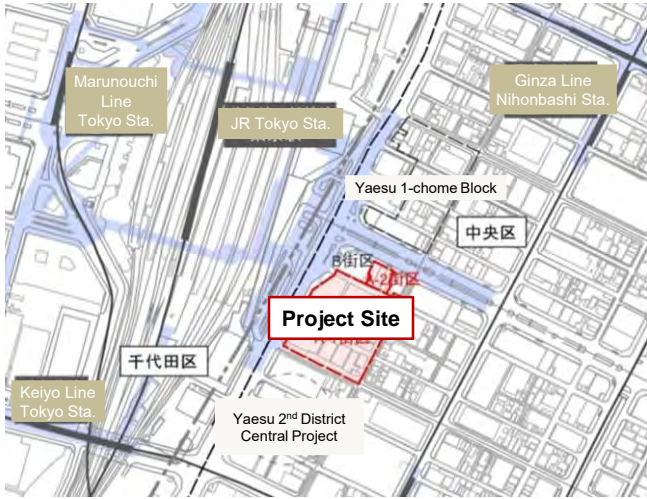 Marunouchi
Line
Tokyo Sta.
JR Tokyo Sta.
Ginza Line
Nihonbashi Sta.
Yaesu 1-chome Block
中央区
B街区
A-2街区
Project Site
千代田区
Keiyo Line
Tokyo Sta.
Yaesu 2nd District
Central Project